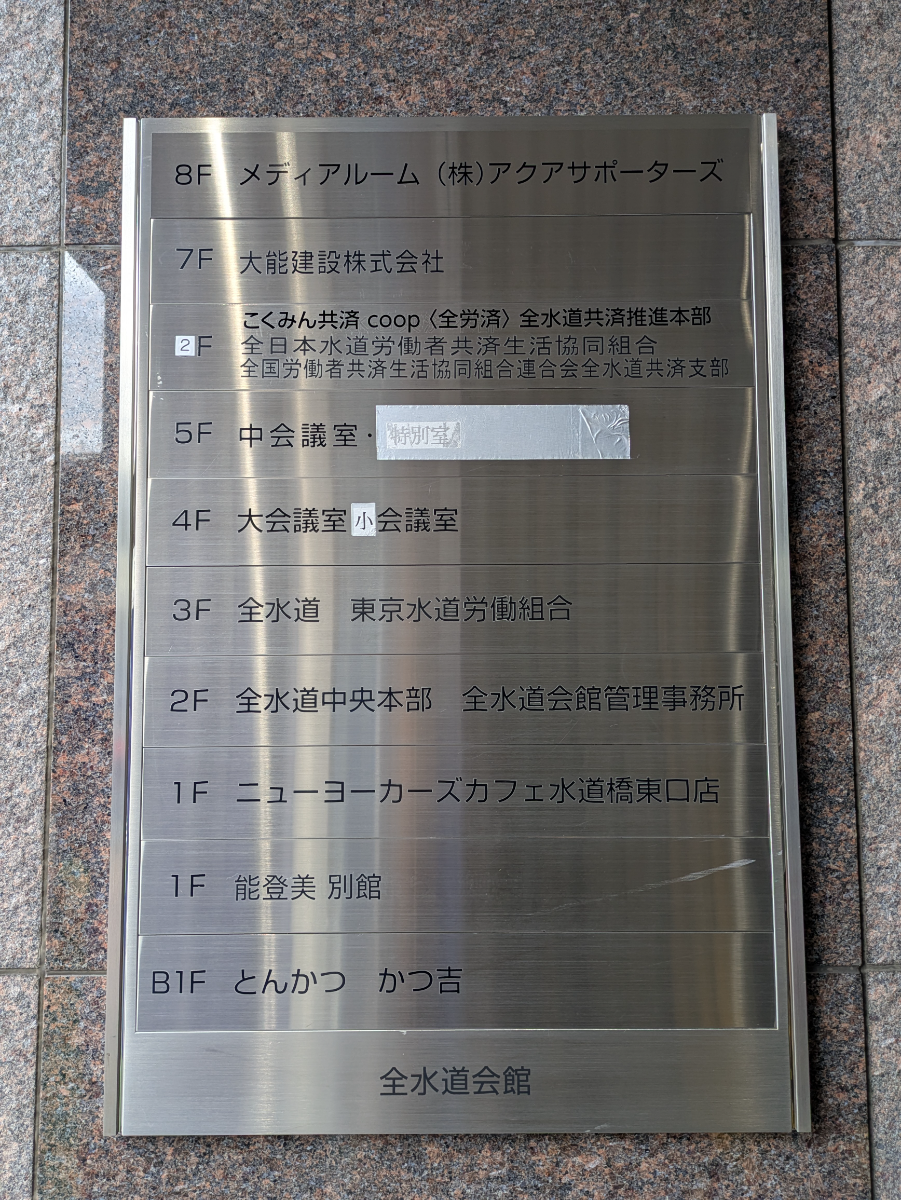 8F メディアルーム (株)アクアサポーターズ
7F 大能建設株式会社
こくみん共済 coop 〈全労済〉 全水道共済推進本部
2F 全日本水道労働者共済生活協同組合
全国労働者共済生活協同組合連合会全水道共済支部
5F 中会議室・特別室
4F 大会議室小会議室
3F 全水道 東京水道労働組合
2F 全水道中央本部 全水道会館管理事務所
1F ニューヨーカーズカフェ水道橋東口店
1F 能登美 別館
B1F とんかつ かつ吉
全水道会館